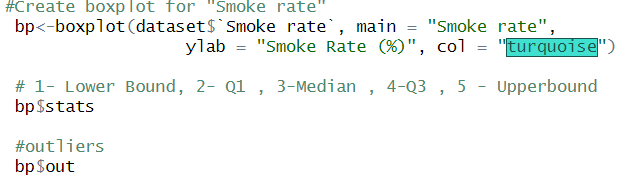 #Create boxplot for "Smoke rate"
bp<-boxplot(dataset$`Smoke rate`, main = "Smoke rate",
ylab = "Smoke Rate (%)", col = "turquoise")
# 1- Lower Bound, 2- Q1 , 3-Median , 4-Q3 , 5 - Upperbound
bp$stats
#outliers
bp$out